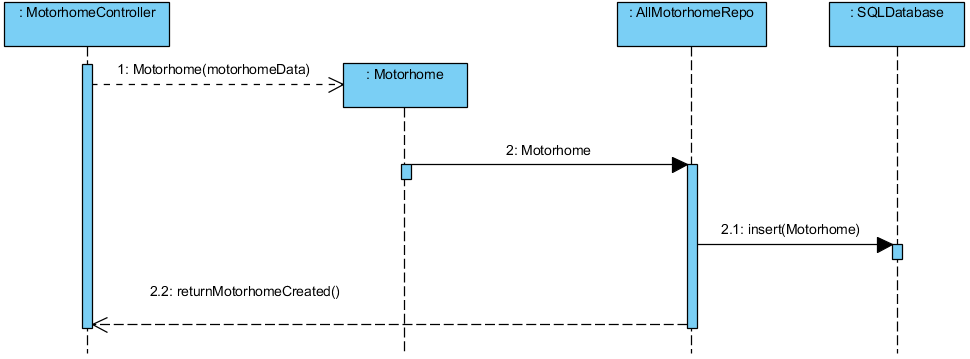 : MotorhomeController
: AllMotorhomeRepo
: SQLDatabase
1: Motorhome(motorhomeData)
: Motorhome
2: Motorhome
2.1: insert(Motorhome)
2.2: returnMotorhomeCreated()